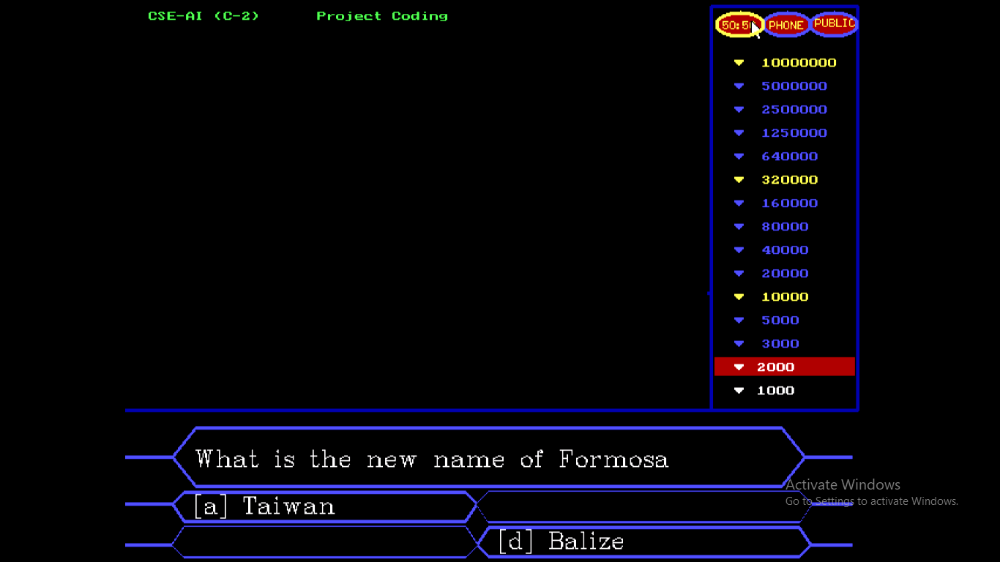 CSE-AI (C-2) Project Coding
PHONE PUBLIC
10000000
5000000
2500000
1250000
640000
320000
160000
80000
40000
20000
10000
5000
3000
2000
1000
What is the new name of Formosa
[a] Taiwan
[d] Balize
Activate Windows
Go to Settings to activate Windows.